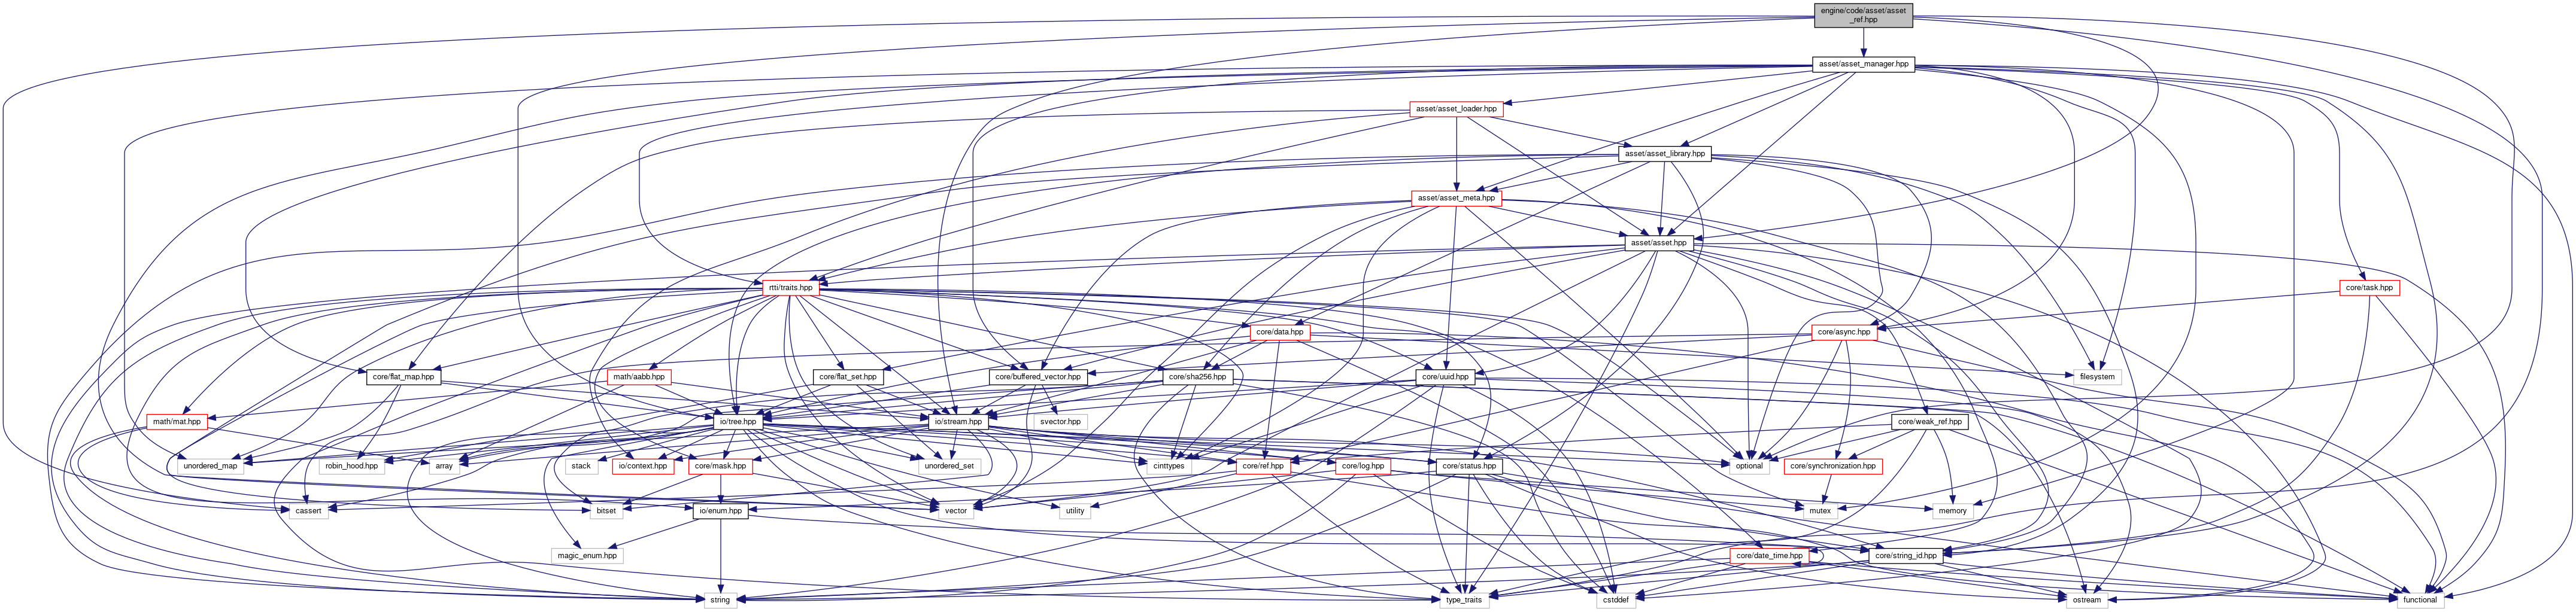 engine/code/asset/asset
_ref.hpp
asset/asset_manager.hpp
asset/asset_loader.hpp
asset/asset_library.hpp
asset/asset_meta.hpp
asset/asset.hpp
rtti/traits.hpp
core/task.hpp
core/data.hpp
core/async.hpp
core/flat_map.hpp
math/aabb.hpp
core/flat_set.hpp
core/buffered_vector.hpp
core/sha256.hpp
core/uuid.hpp
filesystem
math/mat.hpp
io/tree.hpp
io/stream.hpp
svector.hpp
core/weak_ref.hpp
unordered_map
robin_hood.hpp
array
stack
io/context.hpp
core/mask.hpp
unordered_set
cinttypes
core/ref.hpp
core/log.hpp
core/status.hpp
optional
core/synchronization.hpp
cassert
bitset
io/enum.hpp
vector
utility
mutex
memory
magic_enum.hpp
core/date_time.hpp
core/string_id.hpp
string
type_traits
cstddef
ostream
functional